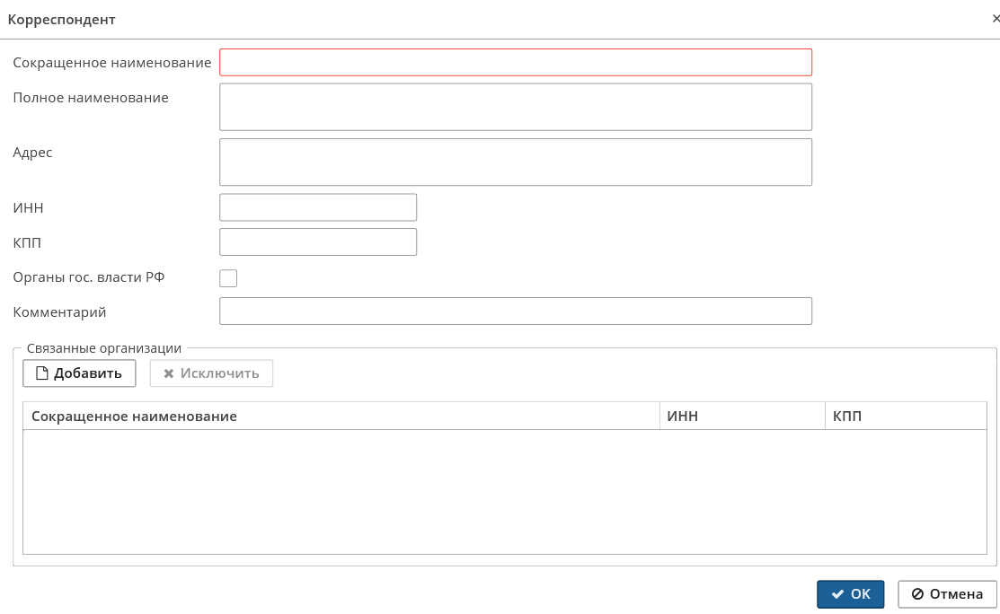 Корреспондент
Сокращенное наименование
Полное наименование
Адрес
ИНН
КПП
Органы гос. власти РФ
Комментарий
Связанные организации
Добавить Исключить
Сокращенное наименование ИНН КПП
OK Отмена